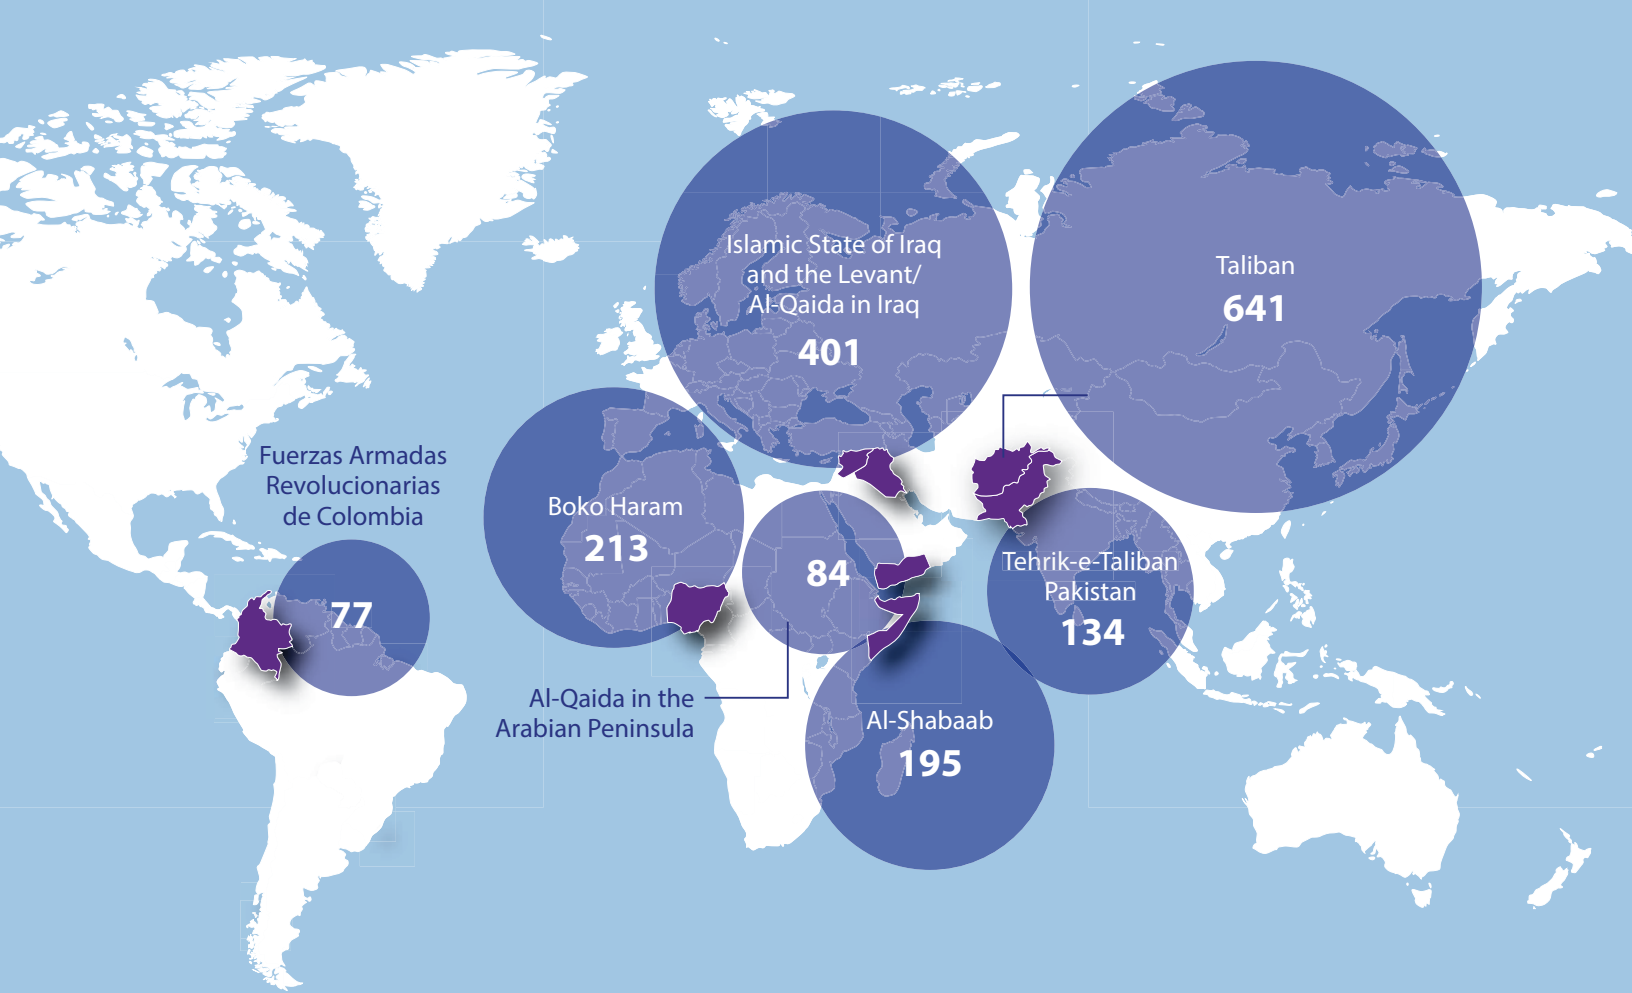 Islamic State of Iraq
and the Levant/
Al-Qaida in Iraq
401
Taliban
641
Fuerzas Armadas
Revolucionarias
de Colombia
77
Boko Haram
213
84
Al-Qaida in the
Arabian Peninsula
Tehrik-e-Taliban
Pakistan
134
Al-Shabaab
195